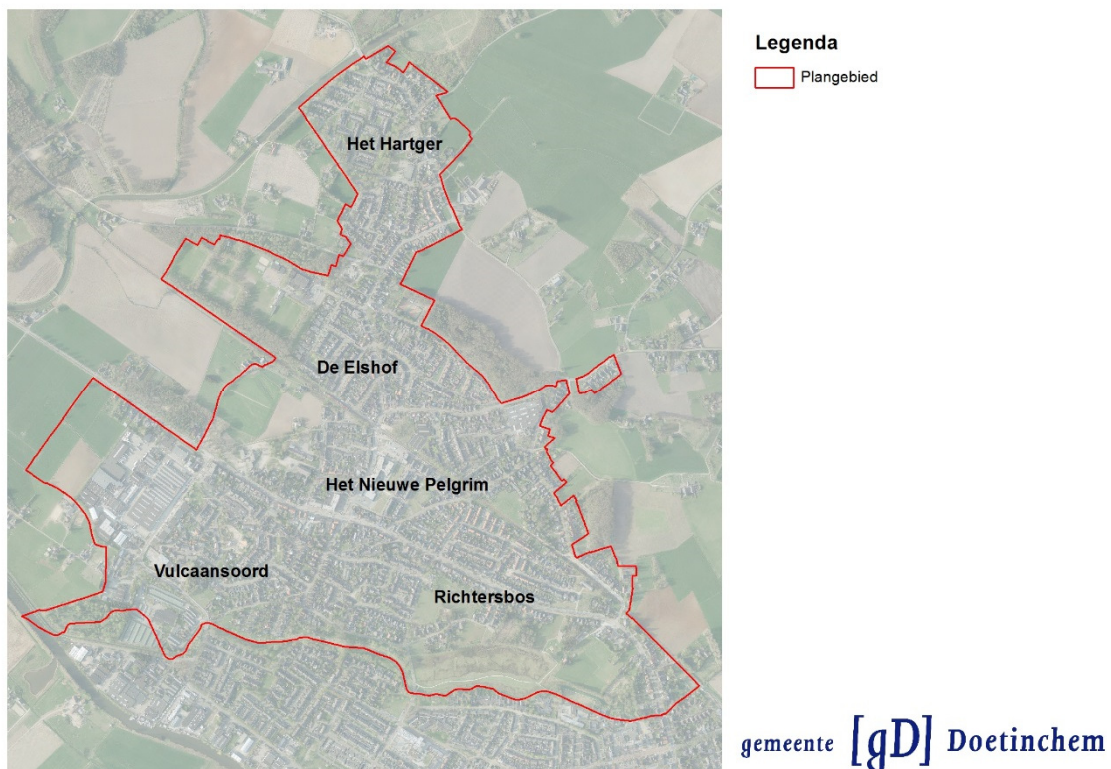 Legenda
Plangebied
Het Hartger
De Elshof
Het Nieuwe Pelgrim
Vulcaansoord
Richtersbos
gemeente [gD] Doetinchem